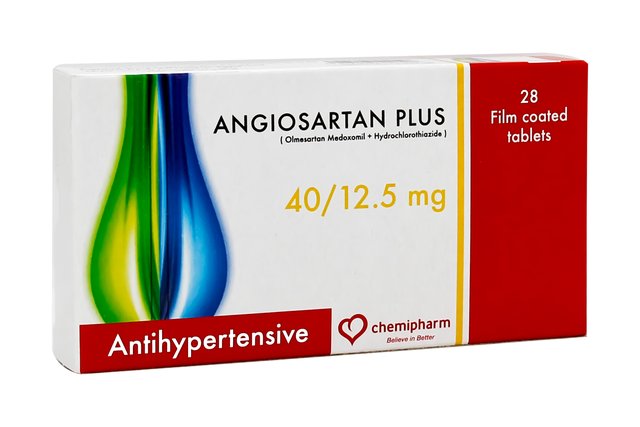 ANGIOSARTAN PLUS
( Olmesartan Medoxomil + Hydrochlorothiazide )
40/12.5 mg
28
Film coated
tablets
Antihypertensive
chemipharm
Believe in Better